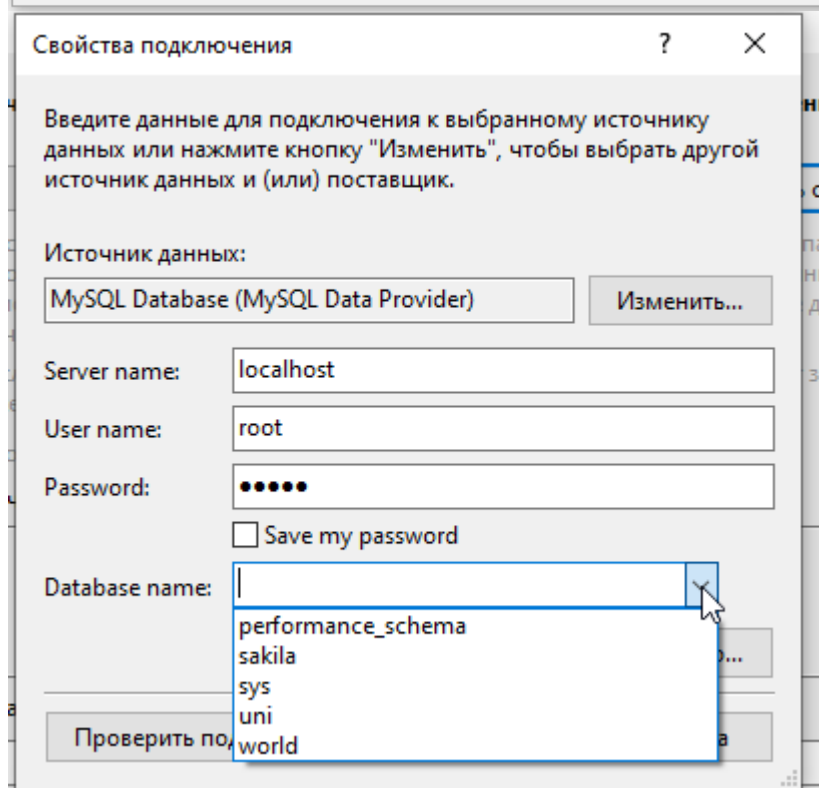 Свойства подключения
Введите данные для подключения к выбранному источнику
данных или нажмите кнопку "Изменить", чтобы выбрать другой
источник данных и (или) поставщик.
Источник данных:
MySQL Database (MySQL Data Provider)
Изменить...
Server name:
localhost
User name:
root
Password:
Save my password
Database name:
performance_schema
sakila
sys
uni
world
Проверить